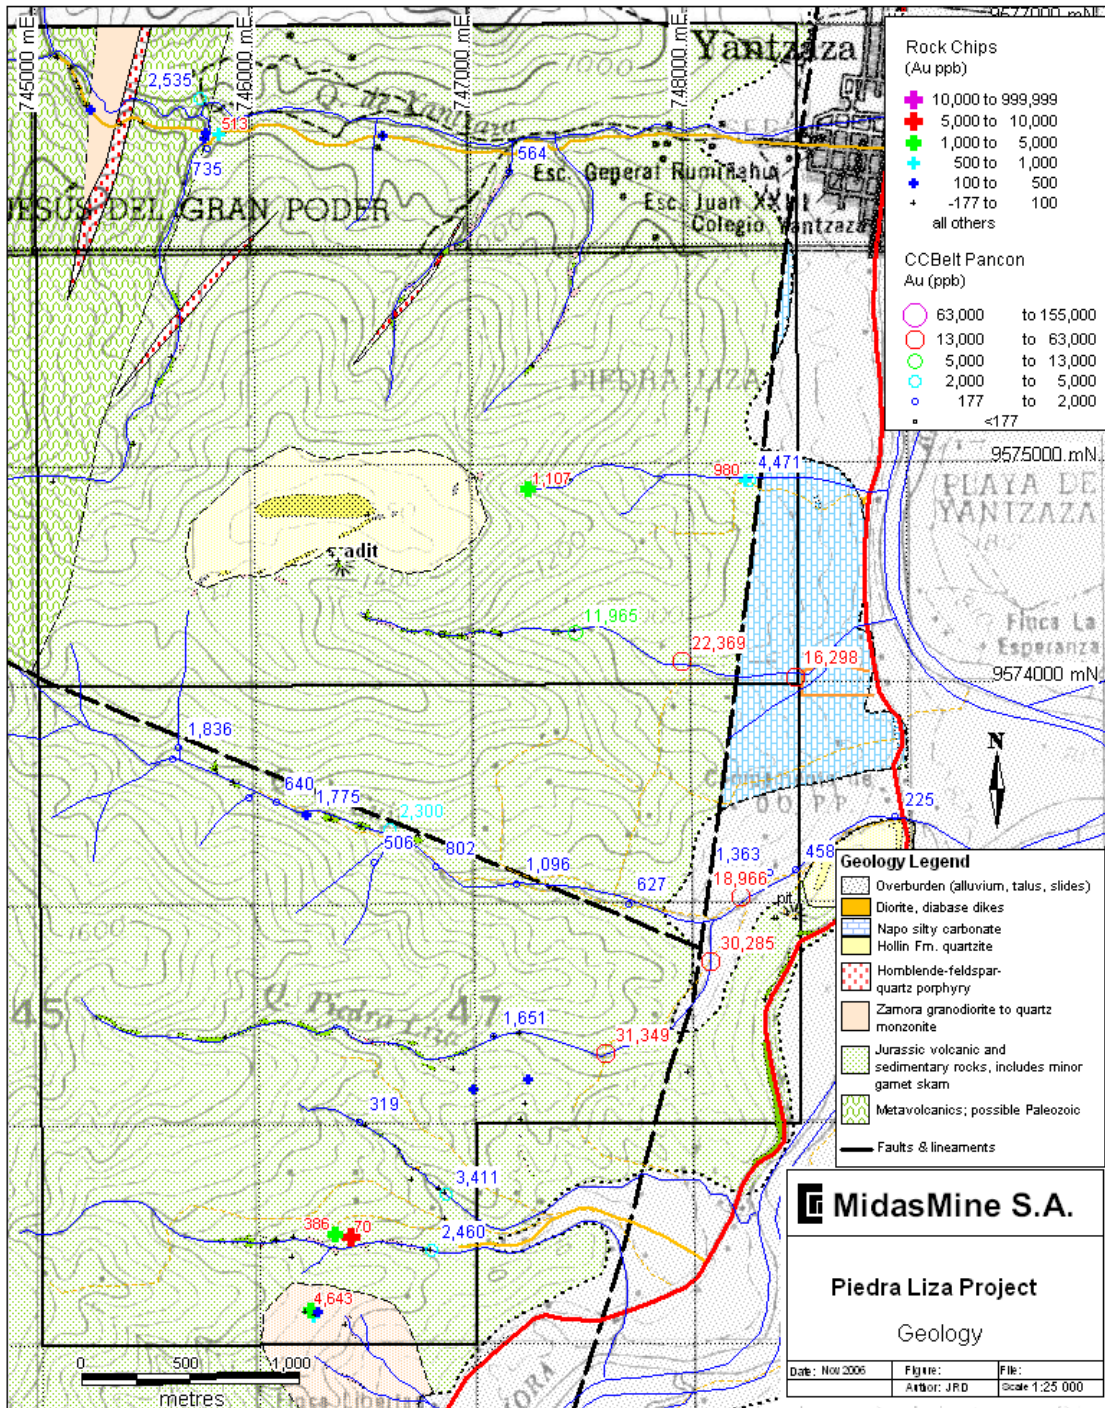 745000 mE
746000 mE
747000 mE
748000 mE
9577000 mN
Yantzaza
2,535
513
735
564
Esc. General Rumiñahui
Esc. Juan XXIII
Colegio Yantzaza
JESUS DEL GRAN PODER
PIEDRA LIZA
9575000 mN
PLAYA DE
YANTZAZA
1,107
980
4,471
adit
11,965
22,369
16,298
Finca La
Esperanza
9574000 mN
1,836
640
1,775
2,300
506
802
1,096
627
1,363
18,966
458
225
pit
30,285
N
45
47
Q. Piedra Liza
1,651
31,349
319
3,411
2,460
386
70
4,643
0 500 1,000
metres
Rock Chips
(Au ppb)
10,000 to 999,999
5,000 to 10,000
1,000 to 5,000
500 to 1,000
100 to 500
-177 to 100
all others
CCBelt Pancon
Au (ppb)
63,000 to 155,000
13,000 to 63,000
5,000 to 13,000
2,000 to 5,000
177 to 2,000
<177
Geology Legend
Overburden (alluvium, talus, slides)
Diorite, diabase dikes
Napo silty carbonate
Hollin Fm. quartzite
Hornblende-feldspar-
quartz porphyry
Zamora granodiorite to quartz
monzonite
Jurassic volcanic and
sedimentary rocks, includes minor
garnet skarn
Metavolcanics; possible Paleozoic
Faults & lineaments
MidasMine S.A.
Piedra Liza Project
Geology
Date: Nov 2006
Figure:
File:
Author: JRD
Scale 1:25 000